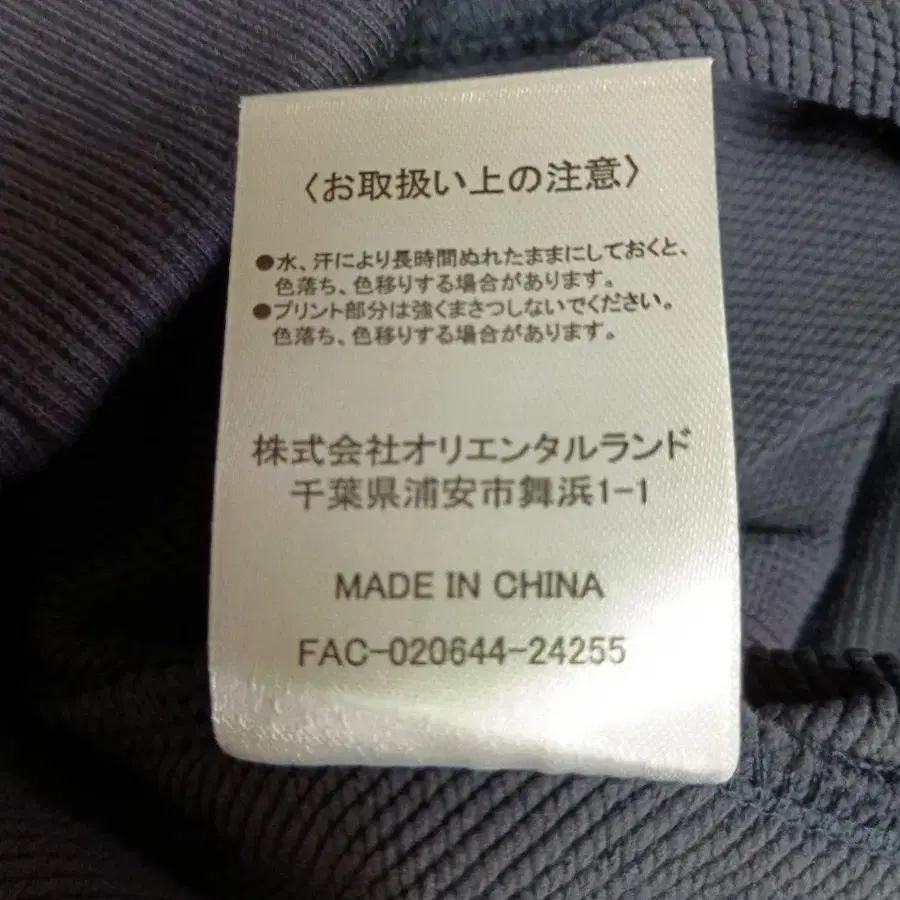 〈お取扱い上の注意〉
●水、汗により長時間ぬれたままにしておくと、
色落ち、色移りする場合があります。
●プリント部分は強くまさつしないでください。
色落ち、色移りする場合があります。
株式会社オリエンタルランド
千葉県浦安市舞浜1-1
MADE IN CHINA
FAC-020644-24255